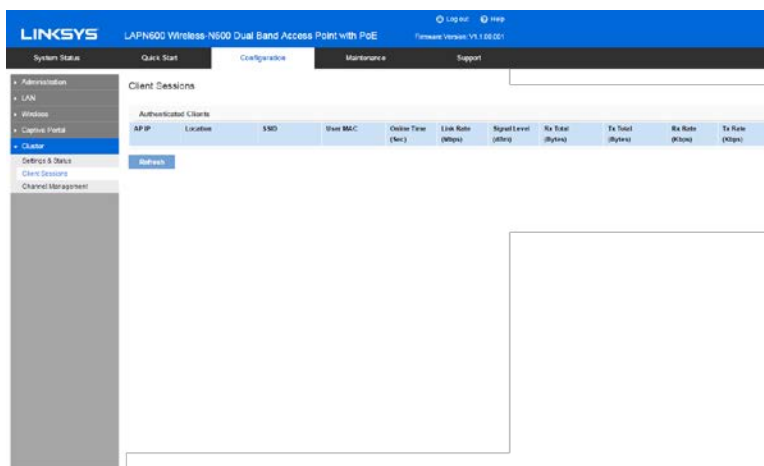 Log out Help
LINKSYS LAPN600 Wireless-N600 Dual Band Access Point with PoE Firmware Version: V1.1.00.001
System Status Quick Start Configuration Maintenance Support
Administration
LAN
Wireless
Captive Portal
Cluster
Settings & Status
Client Sessions
Channel Management
Client Sessions
Authenticated Clients
AP IP Location SSID User MAC Online Time (Sec) Link Rate (Mbps) Signal Level (dBm) Rx Total (Bytes) Tx Total (Bytes) Rx Rate (Kbps) Tx Rate (Kbps)
Refresh